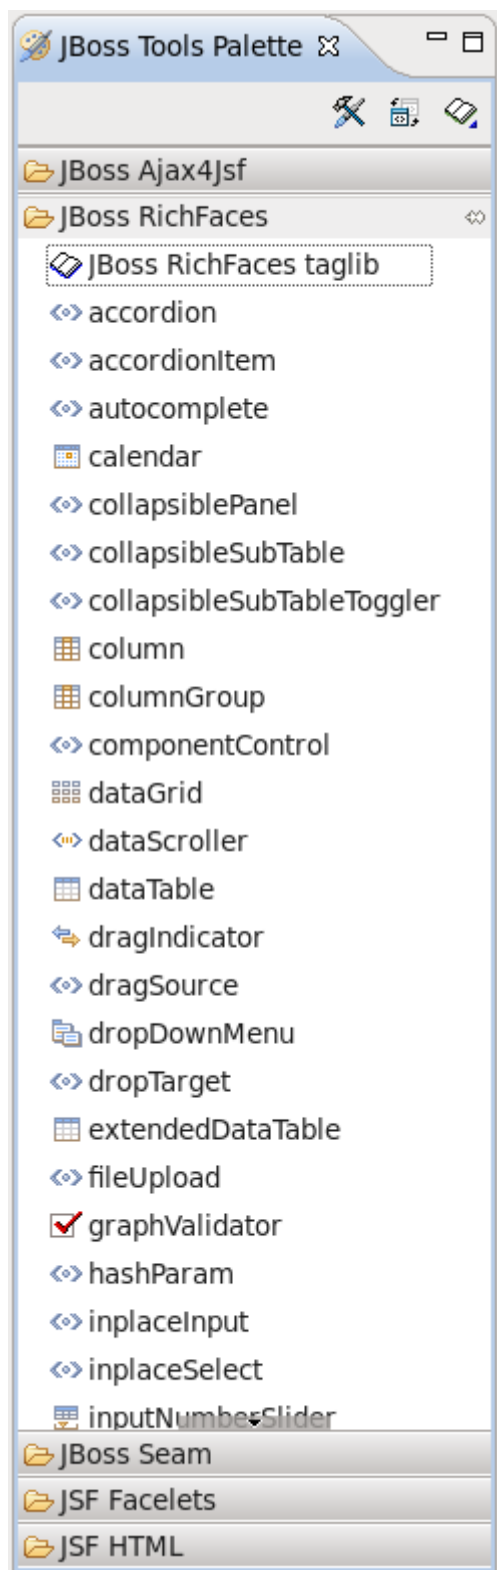 JBoss Tools Palette
JBoss Ajax4Jsf
JBoss RichFaces
JBoss RichFaces taglib
accordion
accordionItem
autocomplete
calendar
collapsiblePanel
collapsibleSubTable
collapsibleSubTableToggler
column
columnGroup
componentControl
dataGrid
dataScroller
dataTable
dragIndicator
dragSource
dropDownMenu
dropTarget
extendedDataTable
fileUpload
graphValidator
hashParam
inplaceInput
inplaceSelect
inputNumberSlider
JBoss Seam
JSF Facelets
JSF HTML